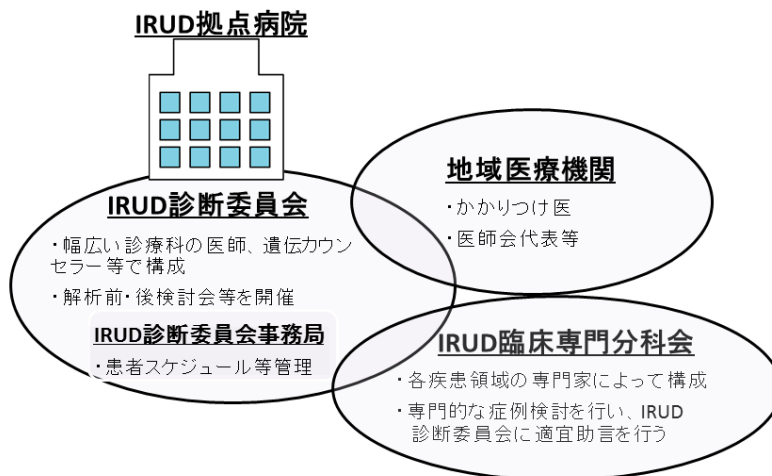 IRUD拠点病院
IRUD診断委員会
・幅広い診療科の医師、遺伝カウン
セラー等で構成
・解析前・後検討会等を開催
IRUD診断委員会事務局
・患者スケジュール等管理
地域医療機関
・かかりつけ医
・医師会代表等
IRUD臨床専門分科会
・各疾患領域の専門家によって構成
・専門的な症例検討を行い、IRUD
診断委員会に適宜助言を行う